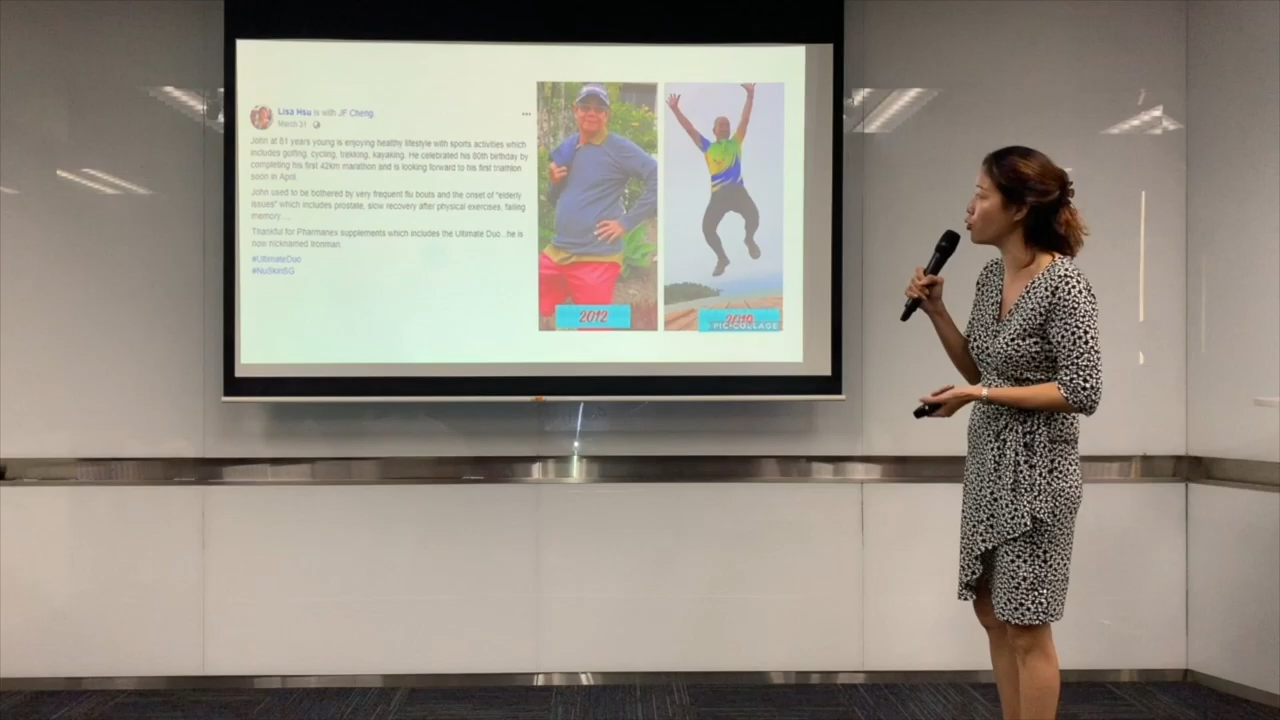 Lisa Hsu is with JF Cheng
March 31
John at 81 years young is enjoying healthy lifestyle with sports activities which
includes golfing, cycling, trekking, kayaking. He celebrated his 80th birthday by
completing his first 42km marathon and is looking forward to his first triathlon
soon in April.
John used to be bothered by very frequent flu bouts and the onset of "elderly
issues" which includes prostate, slow recovery after physical exercises, failing
memory....
Thankful for Pharmanex supplements which includes the Ultimate Duo...he is
now nicknamed Ironman
#UltimateDuo
#NuSkinSG
2012
2019
PIC•COLLAGE